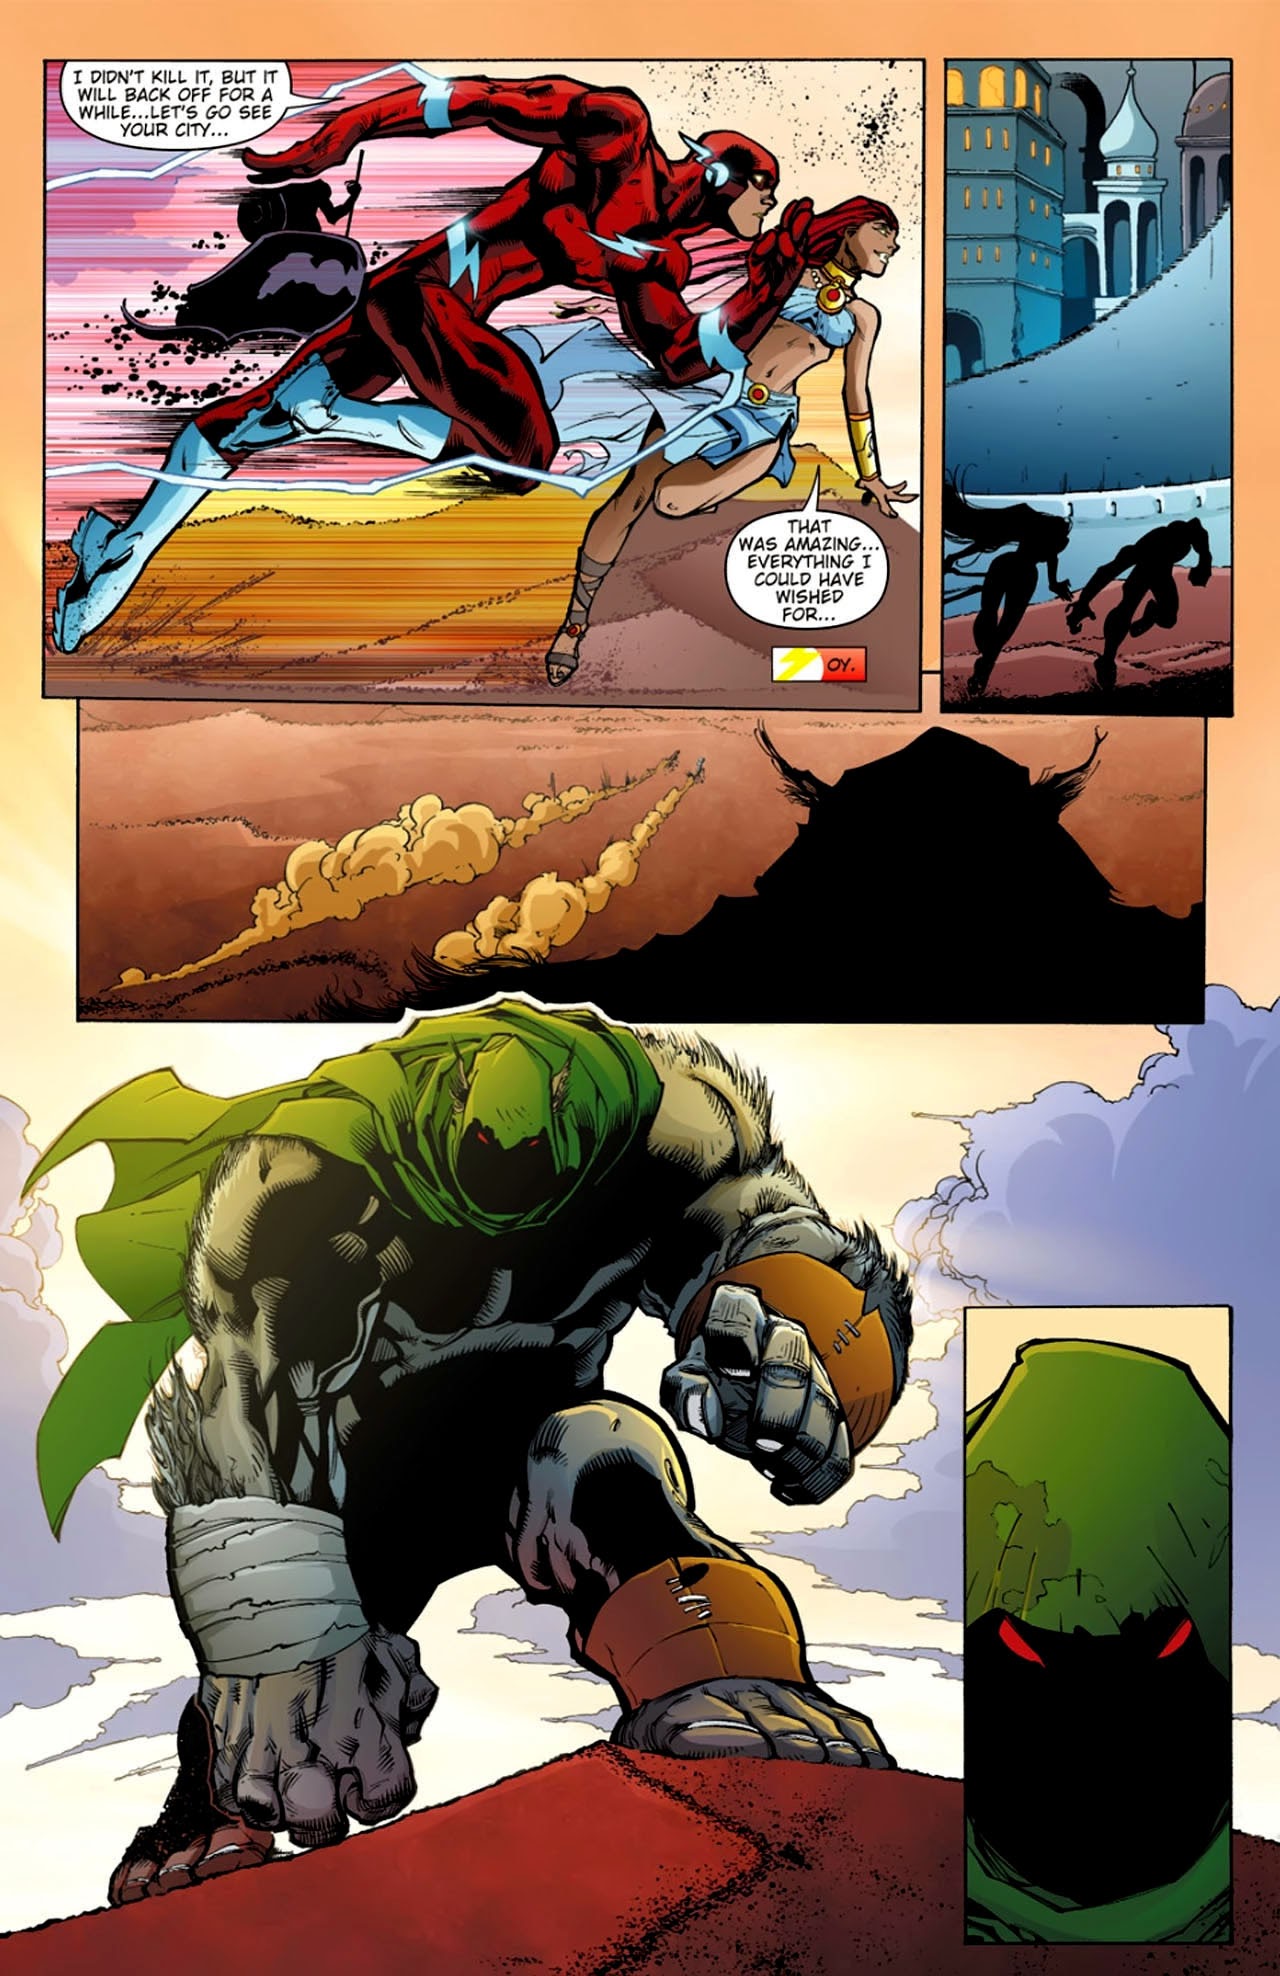 I DIDN'T KILL IT, BUT IT
WILL BACK OFF FOR A
WHILE...LET'S GO SEE
YOUR CITY...
THAT
WAS AMAZING...
EVERYTHING I
COULD HAVE
WISHED
FOR...
OY.